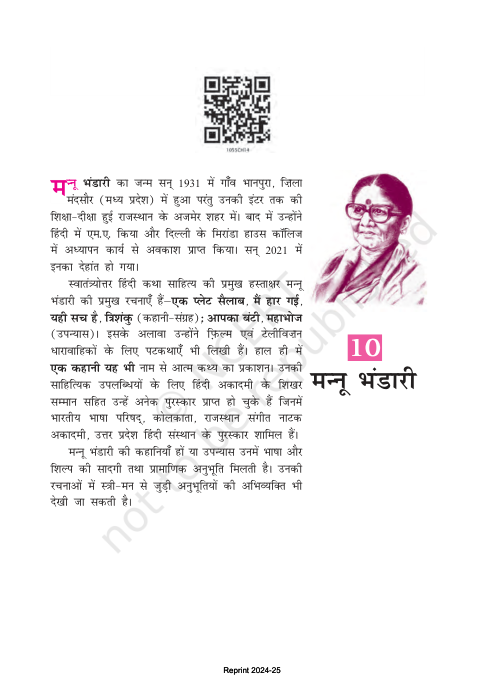 1055CH14
मन्नू भंडारी का जन्म सन् 1931 में गाँव भानपुरा, ज़िला
मंदसौर (मध्य प्रदेश) में हुआ परंतु उनकी इंटर तक की
शिक्षा-दीक्षा हुई राजस्थान के अजमेर शहर में। बाद में उन्होंने
हिंदी में एम.ए. किया और दिल्ली के मिरांडा हाउस कॉलिज
में अध्यापन कार्य से अवकाश प्राप्त किया। सन् 2021 में
इनका देहांत हो गया।
स्वातंत्र्योत्तर हिंदी कथा साहित्य की प्रमुख हस्ताक्षर मन्नू
भंडारी की प्रमुख रचनाएँ हैं–एक प्लेट सैलाब, मैं हार गई,
यही सच है, त्रिशंकु (कहानी-संग्रह); आपका बंटी, महाभोज
(उपन्यास)। इसके अलावा उन्होंने फ़िल्म एवं टेलीविज़न
धारावाहिकों के लिए पटकथाएँ भी लिखी हैं। हाल ही में
एक कहानी यह भी नाम से आत्म कथ्य का प्रकाशन। उनकी
साहित्यिक उपलब्धियों के लिए हिंदी अकादमी के शिखर
सम्मान सहित उन्हें अनेक पुरस्कार प्राप्त हो चुके हैं जिनमें
भारतीय भाषा परिषद्, कोलकाता, राजस्थान संगीत नाटक
अकादमी, उत्तर प्रदेश हिंदी संस्थान के पुरस्कार शामिल हैं।
मन्नू भंडारी की कहानियाँ हों या उपन्यास उनमें भाषा और
शिल्प की सादगी तथा प्रामाणिक अनुभूति मिलती है। उनकी
रचनाओं में स्त्री-मन से जुड़ी अनुभूतियों की अभिव्यक्ति भी
देखी जा सकती है।
10
मन्नू भंडारी
not to be republished
Reprint 2024-25